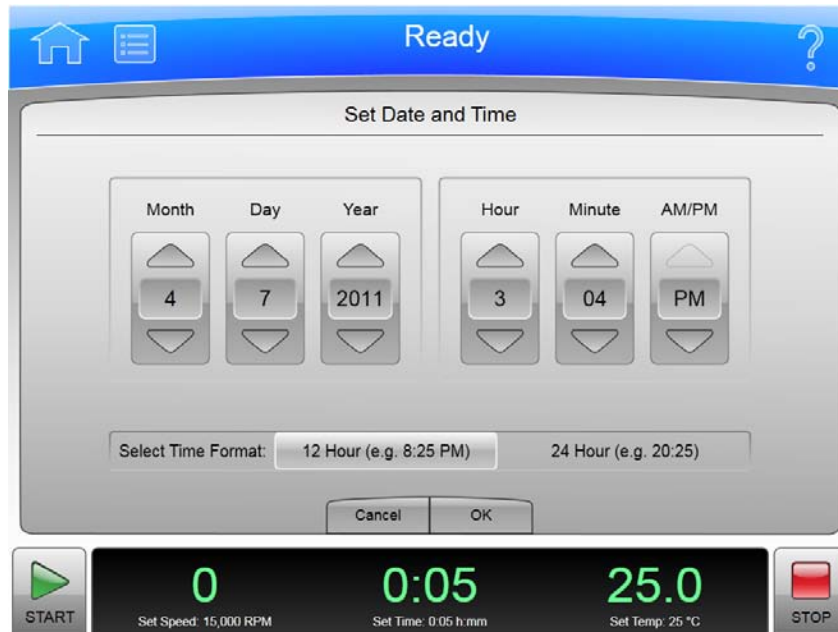 Ready
Set Date and Time
Month Day Year Hour Minute AM/PM
4 7 2011 3 04 PM
Select Time Format: 12 Hour (e.g. 8:25 PM) 24 Hour (e.g. 20:25)
Cancel OK
0 0:05 25.0
START Set Speed: 15,000 RPM Set Time: 0:05 h:mm Set Temp: 25 °C STOP